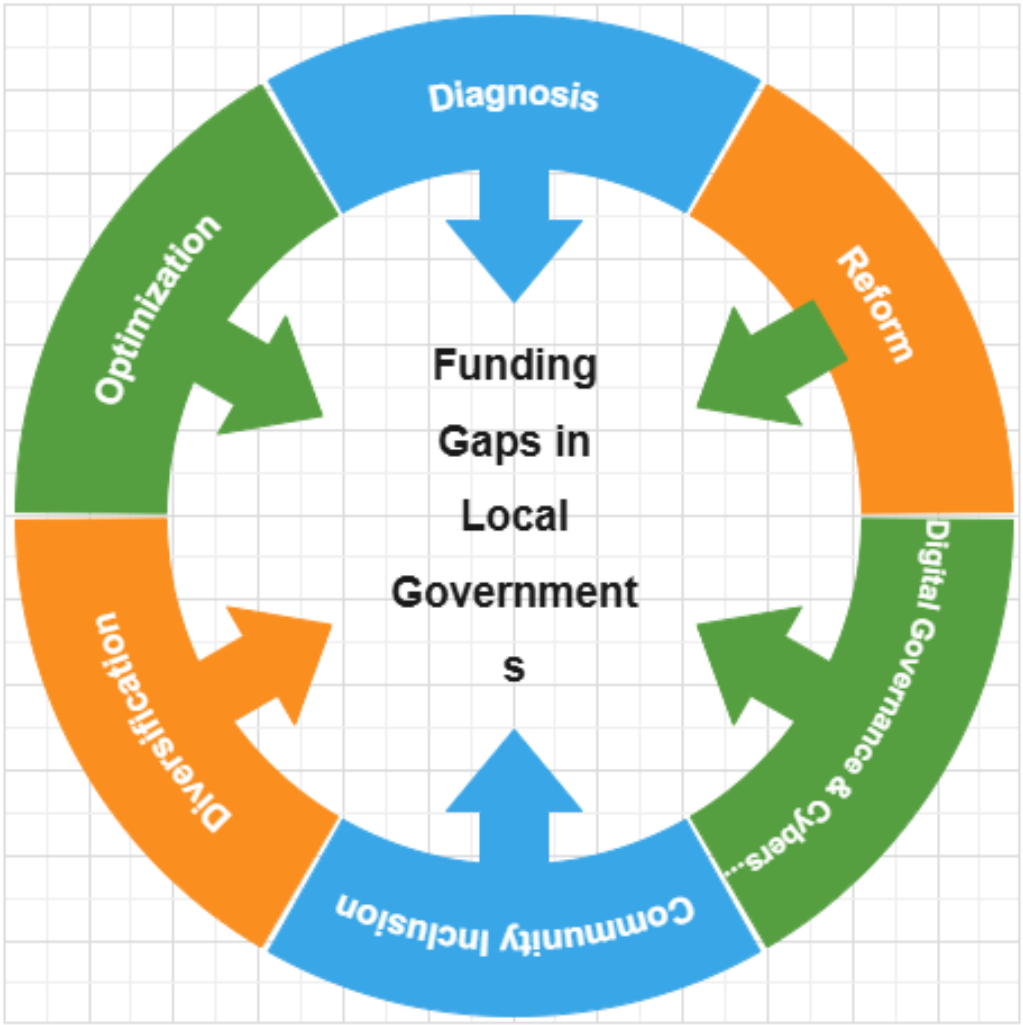 Diagnosis
Reform
Digital Governance & Cybers...
Community Inclusion
Diversification
Optimization
Funding
Gaps in
Local
Government
s